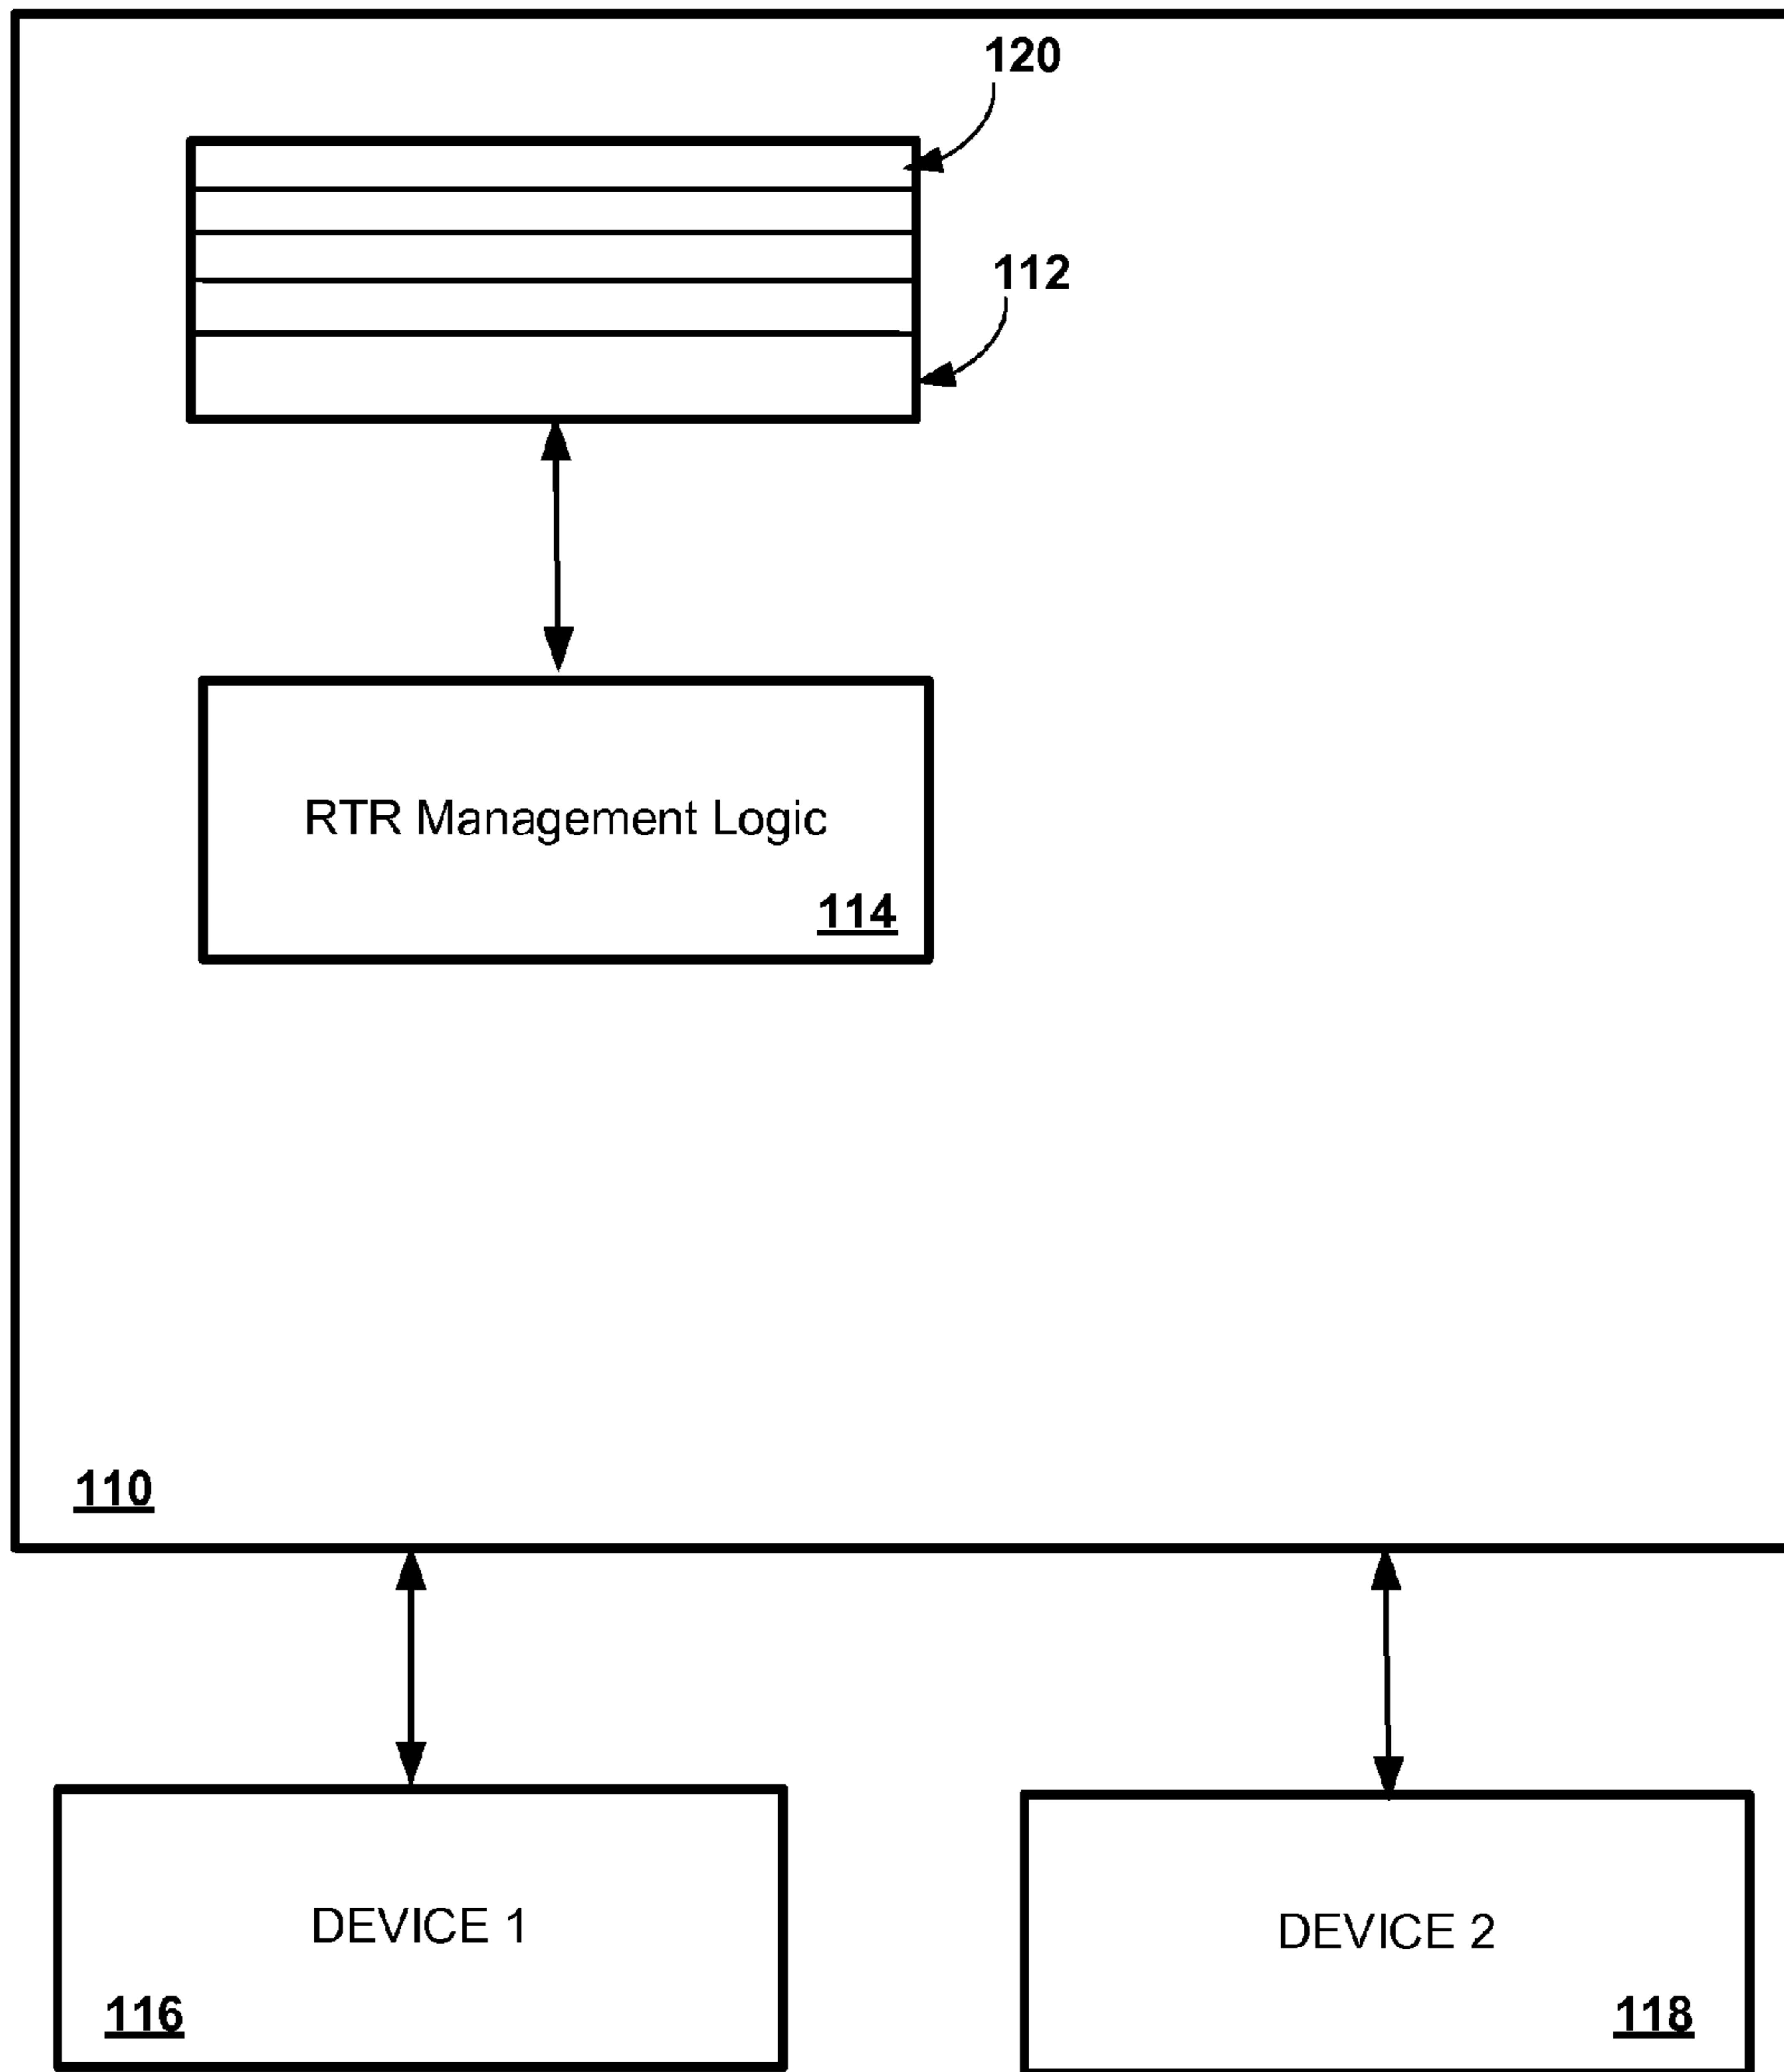 120
112
RTR Management Logic
114
110
DEVICE 1
116
DEVICE 2
118